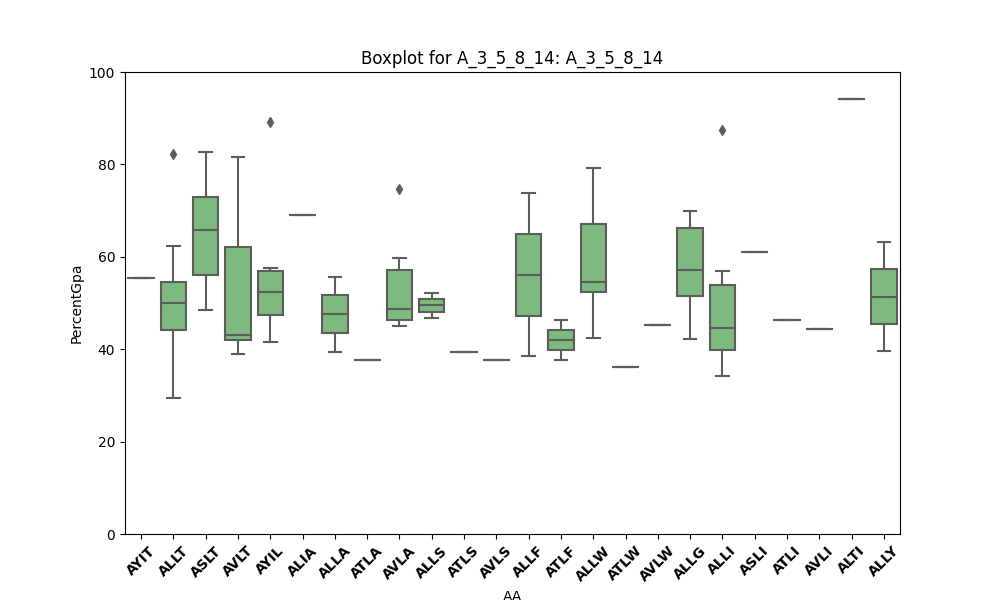 Boxplot for A_3_5_8_14: A_3_5_8_14
PercentGpa
100
80
60
40
20
0
AYIT ALLT ASLT AVLT AYIL ALIA ALLA ATLA AVLA ALLS ATLS AVLS ALLF ATLF ALLW ATLW AVLW ALLG ALLI ASLI ATLI AVLI ALTI ALLY
AA